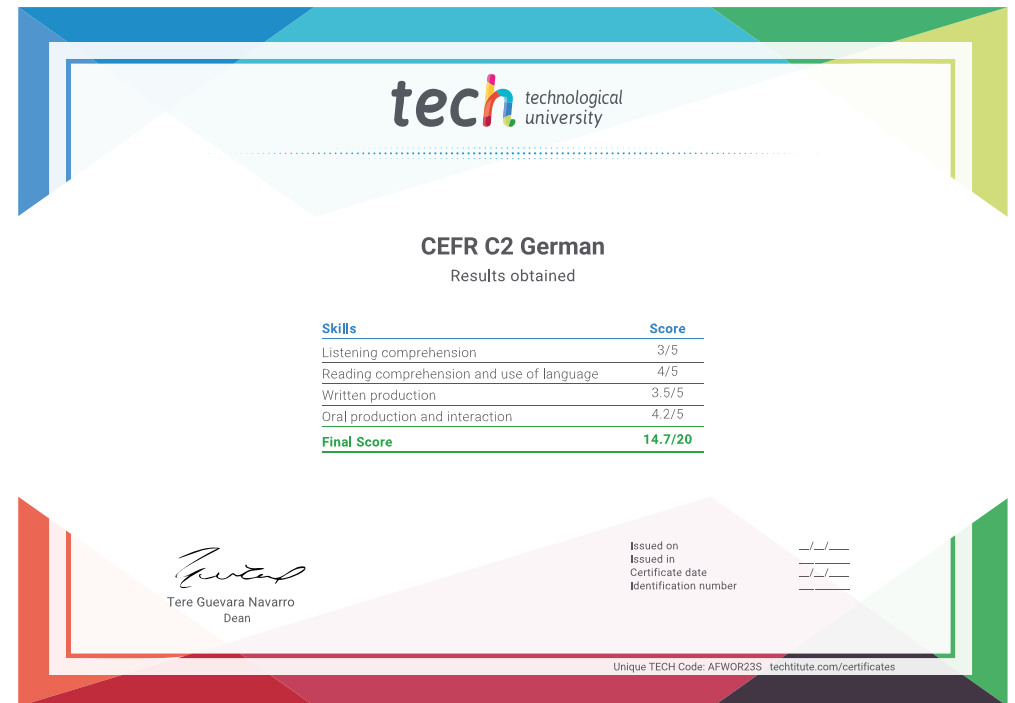 tech technological
university
CEFR C2 German
Results obtained
Skills Score
Listening comprehension 3/5
Reading comprehension and use of language 4/5
Written production 3.5/5
Oral production and interaction 4.2/5
Final Score 14.7/20
Issued on __/__/____
Issued in ________
Certificate date __/__/____
Identification number ________
Tere Guevara Navarro
Dean
Unique TECH Code: AFWOR23S techtitute.com/certificates